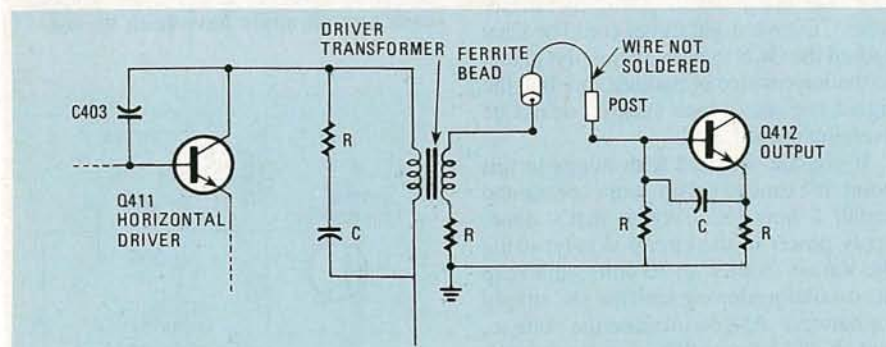 DRIVER
TRANSFORMER
FERRITE
BEAD
WIRE NOT
SOLDERED
C403
R
POST
Q412
OUTPUT
Q411
HORIZONTAL
DRIVER
C
R
R
C
R